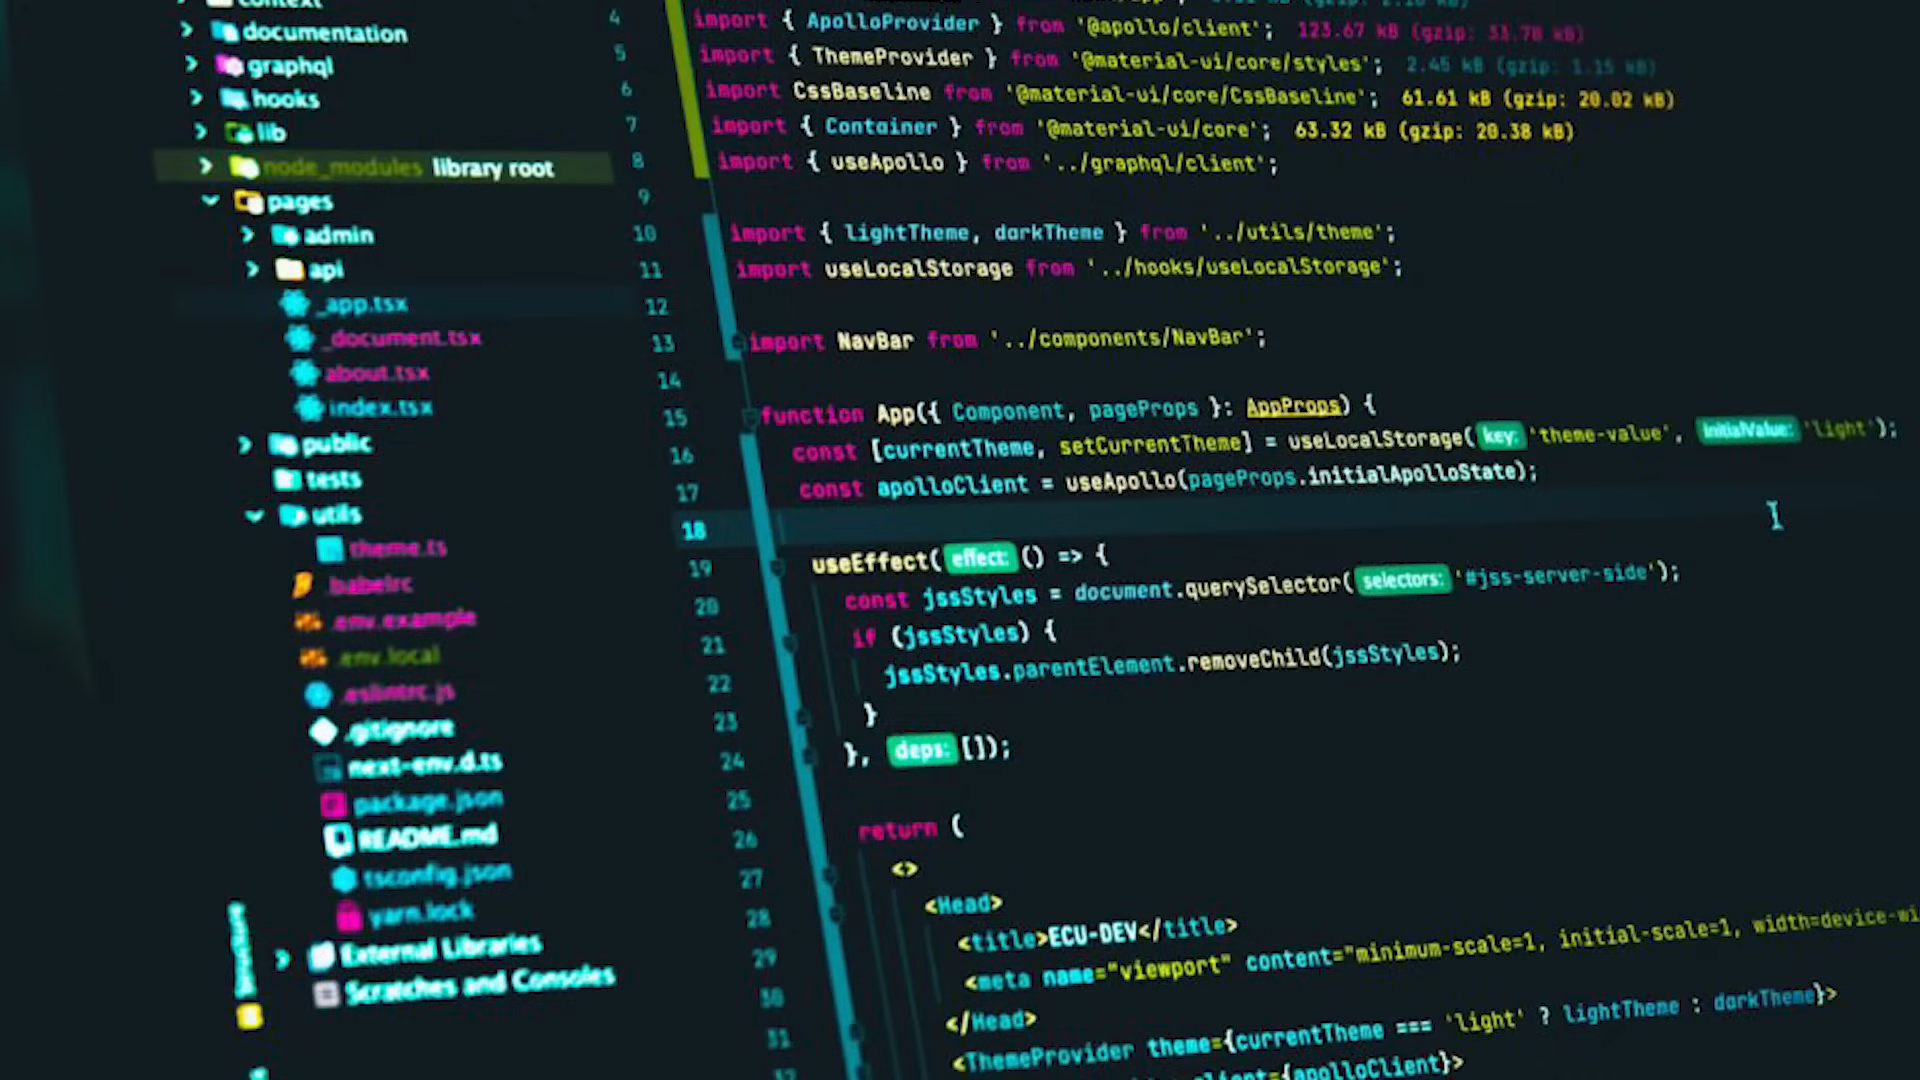 context
documentation
graphql
hooks
lib
node_modules library root
pages
admin
api
_app.tsx
_document.tsx
about.tsx
index.tsx
public
tests
utils
theme.ts
.babelrc
.env.example
.env.local
.eslintrc.js
.gitignore
next-env.d.ts
package.json
README.md
tsconfig.json
yarn.lock
External Libraries
Scratches and Consoles
Structure
4 import { ApolloProvider } from '@apollo/client'; 123.67 kB (gzip: 33.78 kB)
5 import { ThemeProvider } from '@material-ui/core/styles'; 2.45 kB (gzip: 1.15 kB)
6 import CssBaseline from '@material-ui/core/CssBaseline'; 61.61 kB (gzip: 20.02 kB)
7 import { Container } from '@material-ui/core'; 63.32 kB (gzip: 20.38 kB)
8 import { useApollo } from '../graphql/client';
9
10 import { lightTheme, darkTheme } from '../utils/theme';
11 import useLocalStorage from '../hooks/useLocalStorage';
12
13 import NavBar from '../components/NavBar';
14
15 function App({ Component, pageProps }: AppProps) {
16 const [currentTheme, setCurrentTheme] = useLocalStorage( key: 'theme-value', initialValue: 'light');
17 const apolloClient = useApollo(pageProps.initialApolloState);
18
19 useEffect( effect: () => {
20 const jssStyles = document.querySelector( selectors: '#jss-server-side');
21 if (jssStyles) {
22 jssStyles.parentElement.removeChild(jssStyles);
23 }
24 }, deps: []);
25
26 return (
27 <>
28 <Head>
29 <title>ECU-DEV</title>
30 <meta name="viewport" content="minimum-scale=1, initial-scale=1, width=device-wi
31 </Head>
32 <ThemeProvider theme={currentTheme === 'light' ? lightTheme : darkTheme}>
client={apolloClient}>